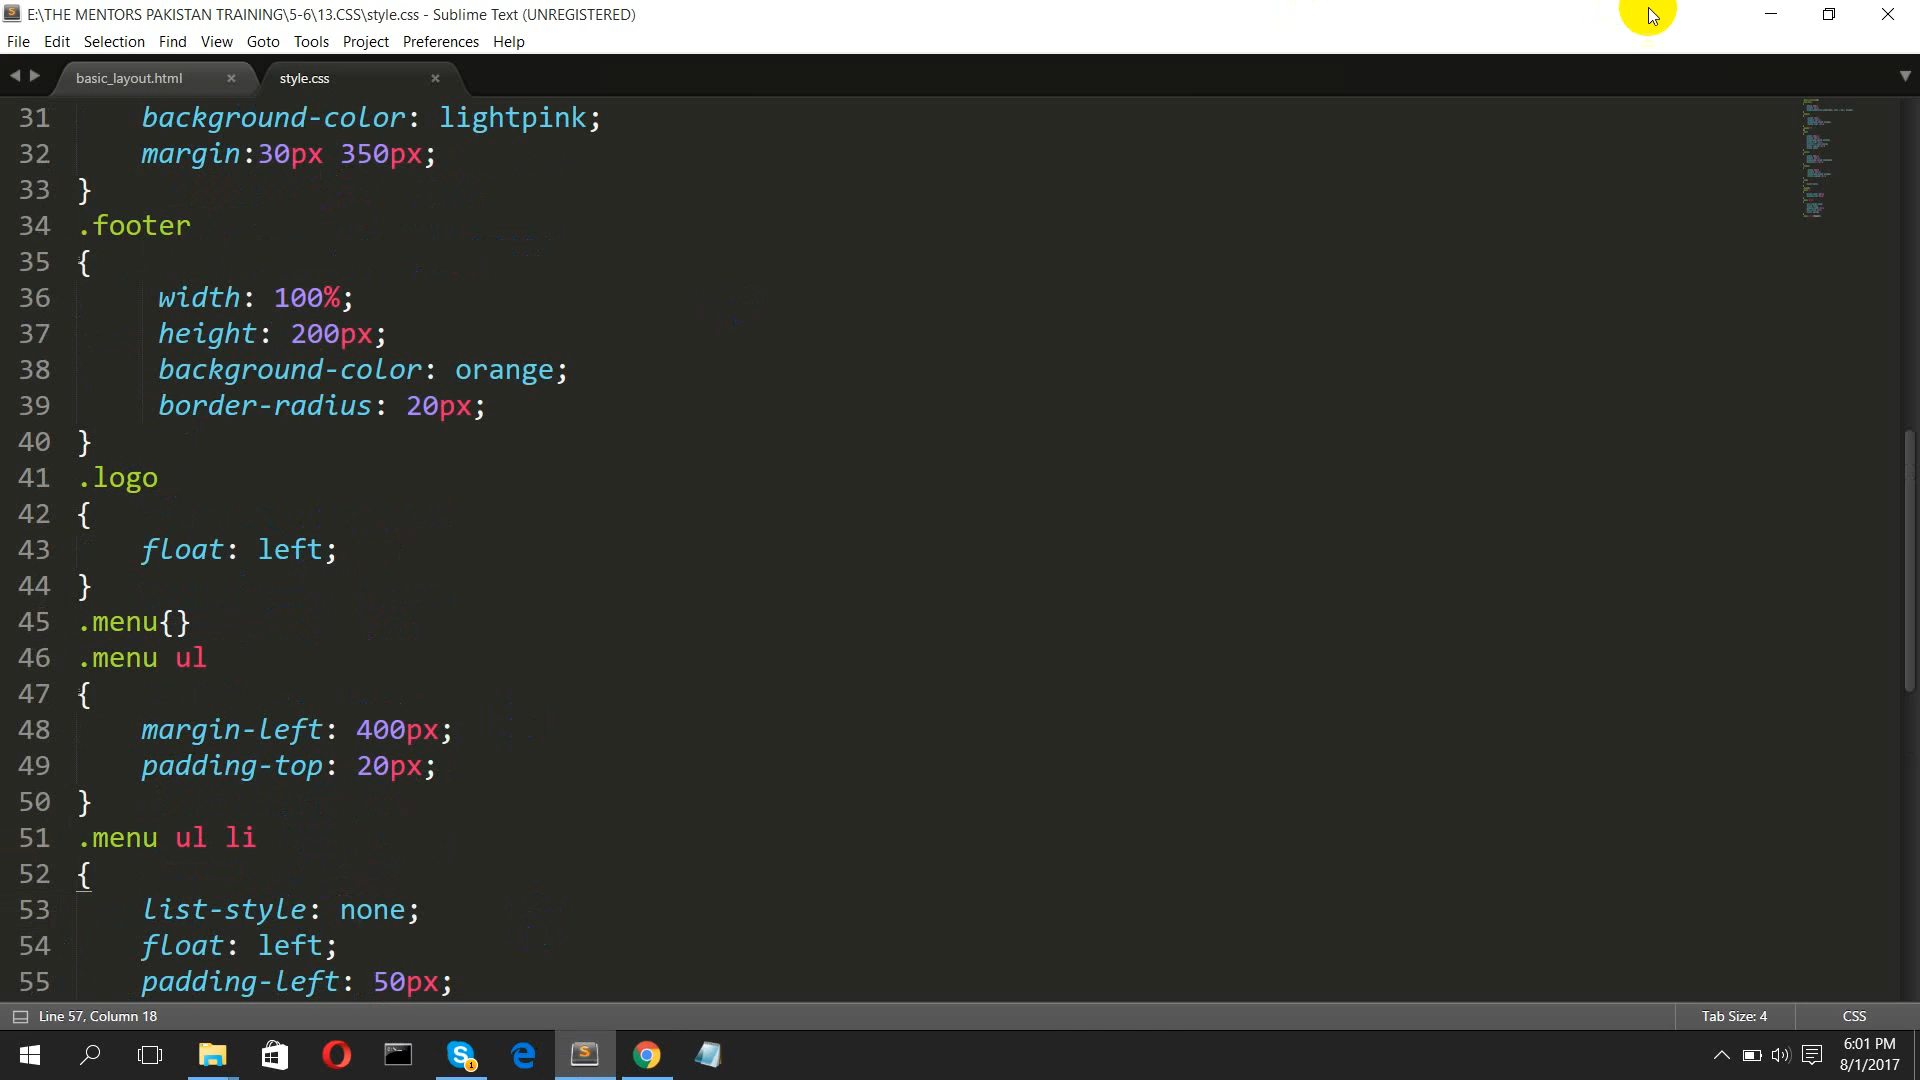 E:\THE MENTORS PAKISTAN TRAINING\5-6\13.CSS\style.css - Sublime Text (UNREGISTERED)
File Edit Selection Find View Goto Tools Project Preferences Help
basic_layout.html × style.css ×
31 background-color: lightpink;
32 margin:30px 350px;
33 }
34 .footer
35 {
36 width: 100%;
37 height: 200px;
38 background-color: orange;
39 border-radius: 20px;
40 }
41 .logo
42 {
43 float: left;
44 }
45 .menu{}
46 .menu ul
47 {
48 margin-left: 400px;
49 padding-top: 20px;
50 }
51 .menu ul li
52 {
53 list-style: none;
54 float: left;
55 padding-left: 50px;
Line 57, Column 18 Tab Size: 4 CSS
6:01 PM
8/1/2017